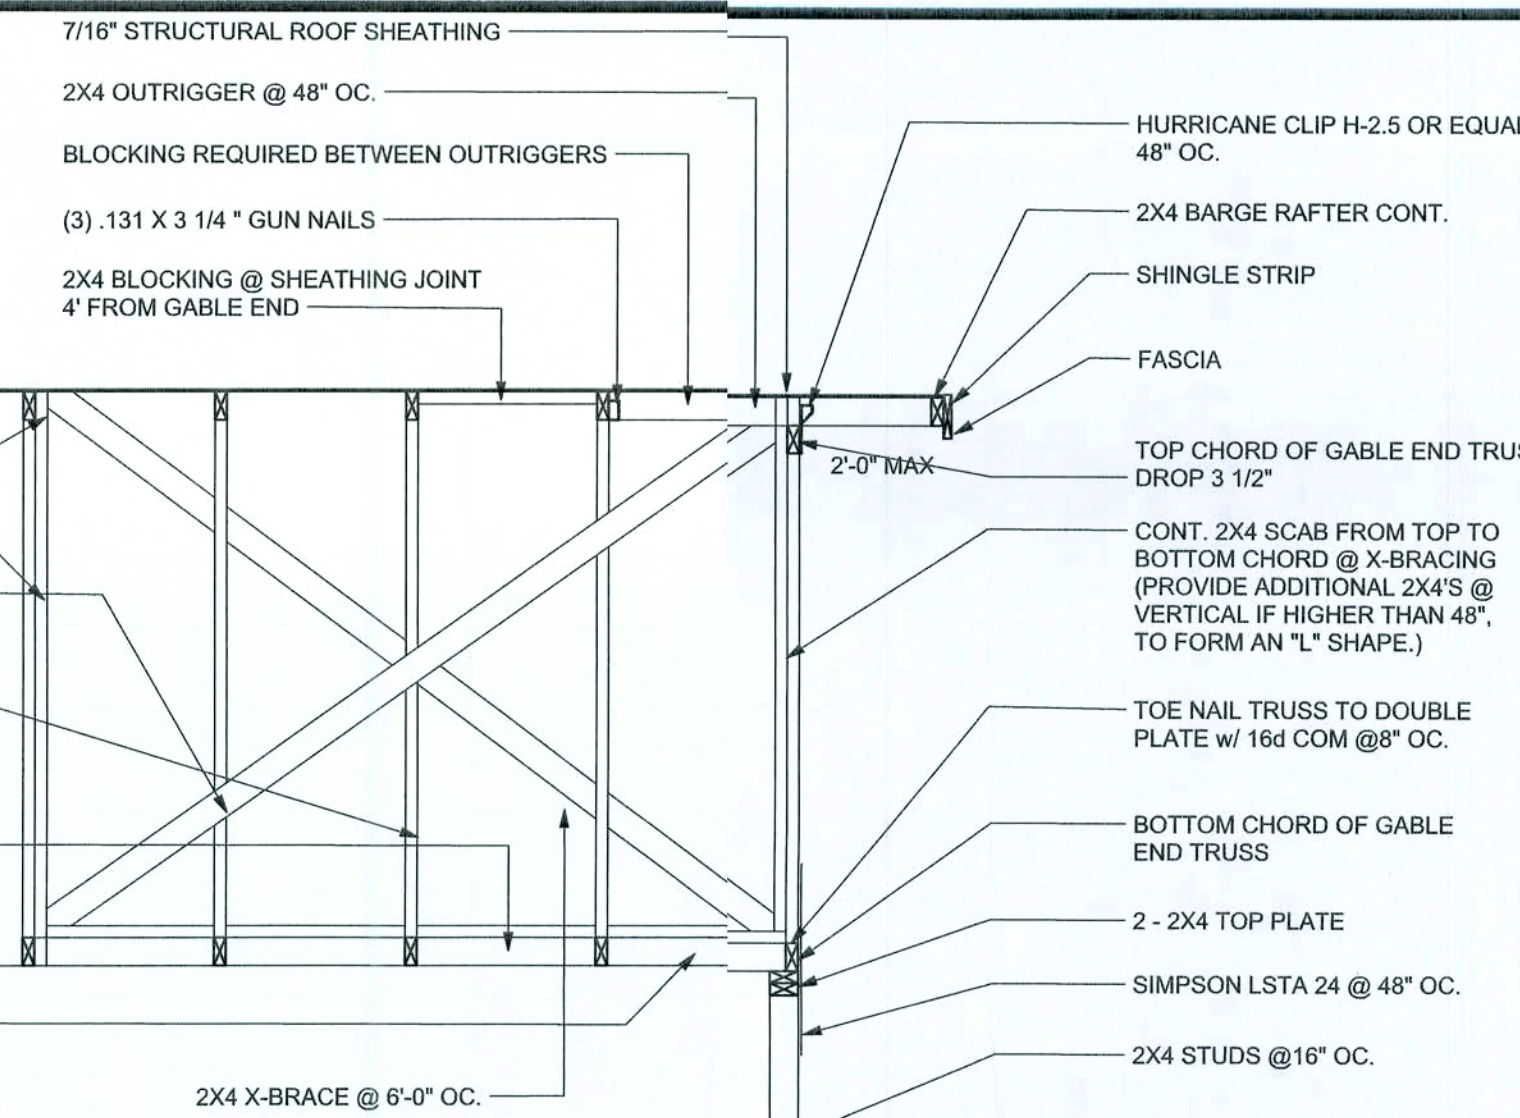 7/16" STRUCTURAL ROOF SHEATHING
2X4 OUTRIGGER @ 48" OC.
BLOCKING REQUIRED BETWEEN OUTRIGGERS
(3) .131 X 3 1/4 " GUN NAILS
2X4 BLOCKING @ SHEATHING JOINT
4' FROM GABLE END
HURRICANE CLIP H-2.5 OR EQUAL
48" OC.
2X4 BARGE RAFTER CONT.
SHINGLE STRIP
FASCIA
2'-0" MAX
TOP CHORD OF GABLE END TRUS
DROP 3 1/2"
CONT. 2X4 SCAB FROM TOP TO
BOTTOM CHORD @ X-BRACING
(PROVIDE ADDITIONAL 2X4'S @
VERTICAL IF HIGHER THAN 48",
TO FORM AN "L" SHAPE.)
TOE NAIL TRUSS TO DOUBLE
PLATE w/ 16d COM @8" OC.
BOTTOM CHORD OF GABLE
END TRUSS
2 - 2X4 TOP PLATE
SIMPSON LSTA 24 @ 48" OC.
2X4 STUDS @16" OC.
2X4 X-BRACE @ 6'-0" OC.